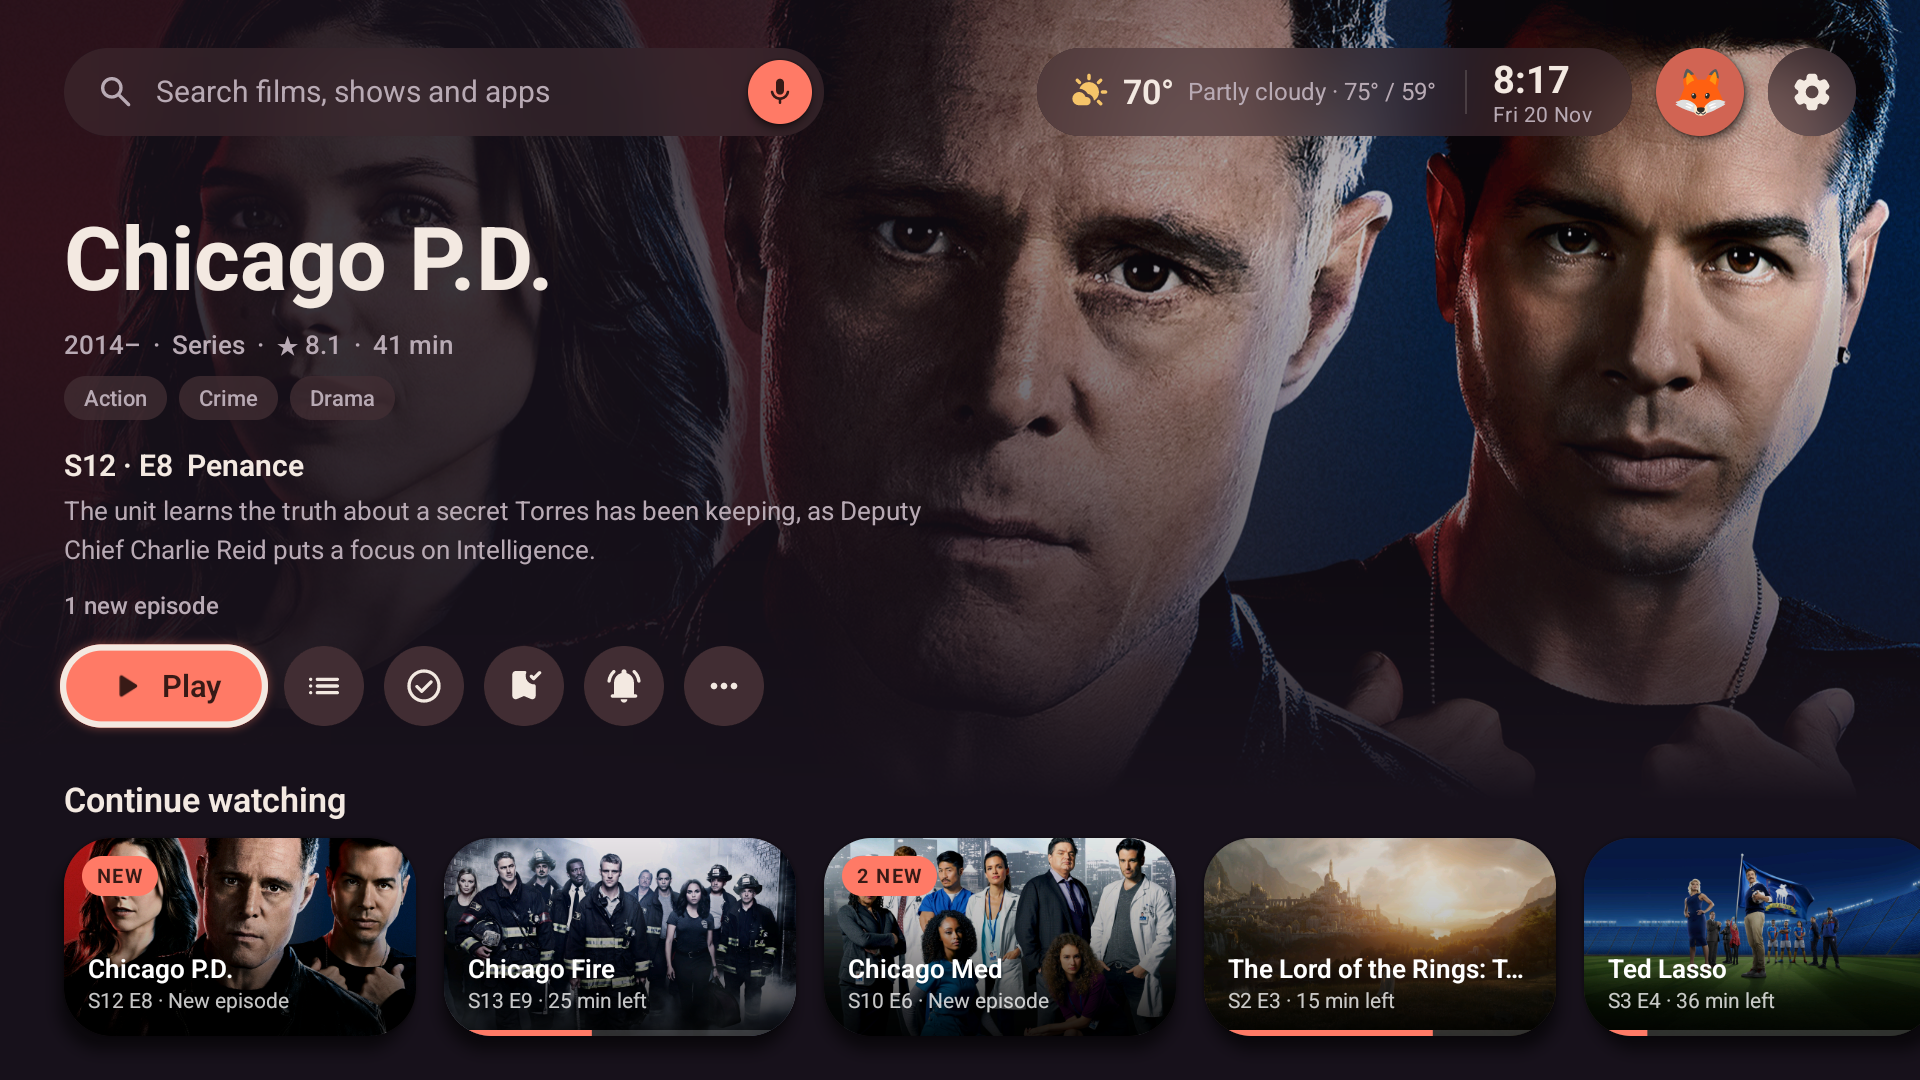 Search films, shows and apps
70° Partly cloudy · 75° / 59°
8:17
Fri 20 Nov
Chicago P.D.
2014– · Series · ★ 8.1 · 41 min
Action Crime Drama
S12 · E8 Penance
The unit learns the truth about a secret Torres has been keeping, as Deputy
Chief Charlie Reid puts a focus on Intelligence.
1 new episode
Play
Continue watching
NEW
Chicago P.D.
S12 E8 · New episode
Chicago Fire
S13 E9 · 25 min left
2 NEW
Chicago Med
S10 E6 · New episode
The Lord of the Rings: T...
S2 E3 · 15 min left
Ted Lasso
S3 E4 · 36 min left